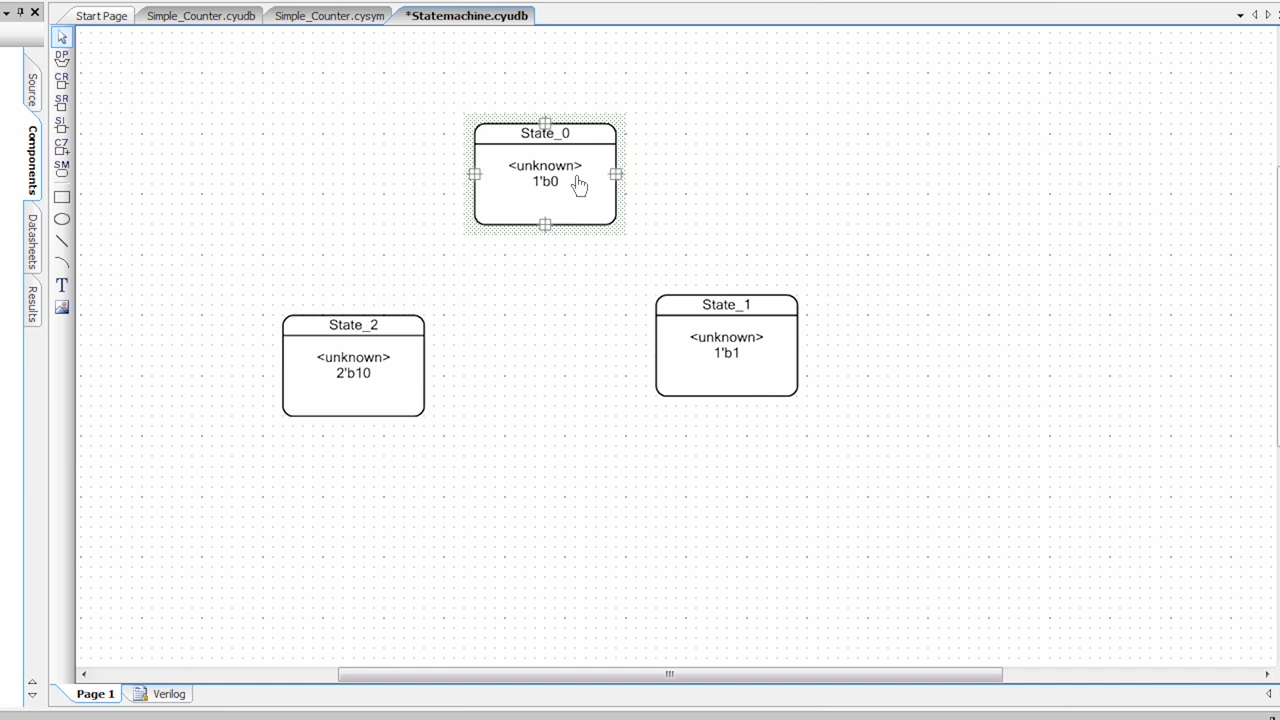 Start Page
Simple_Counter.cyudb
Simple_Counter.cysym
*Statemachine.cyudb
Source
Components
Datasheets
Results
DP
CR
SR
SI
C7
SM
T
State_0
<unknown>
1'b0
State_1
<unknown>
1'b1
State_2
<unknown>
2'b10
Page 1
Verilog